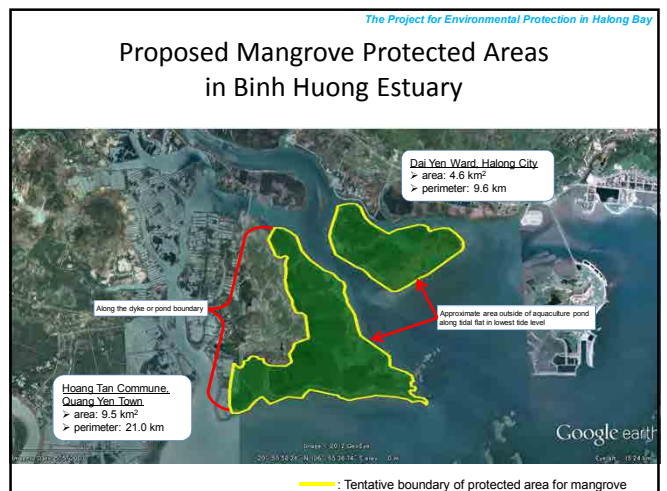 The Project for Environmental Protection in Halong Bay
Proposed Mangrove Protected Areas
in Binh Huong Estuary
Dai Yen Ward, Halong City
➢ area: 4.6 km²
➢ perimeter: 9.6 km
Along the dyke or pond boundary
Approximate area outside of aquaculture pond
along tidal flat in lowest tide level
Hoang Tan Commune,
Quang Yen Town
➢ area: 9.5 km²
➢ perimeter: 21.0 km
Image © 2012 GeoEye
Google earth
: Tentative boundary of protected area for mangrove